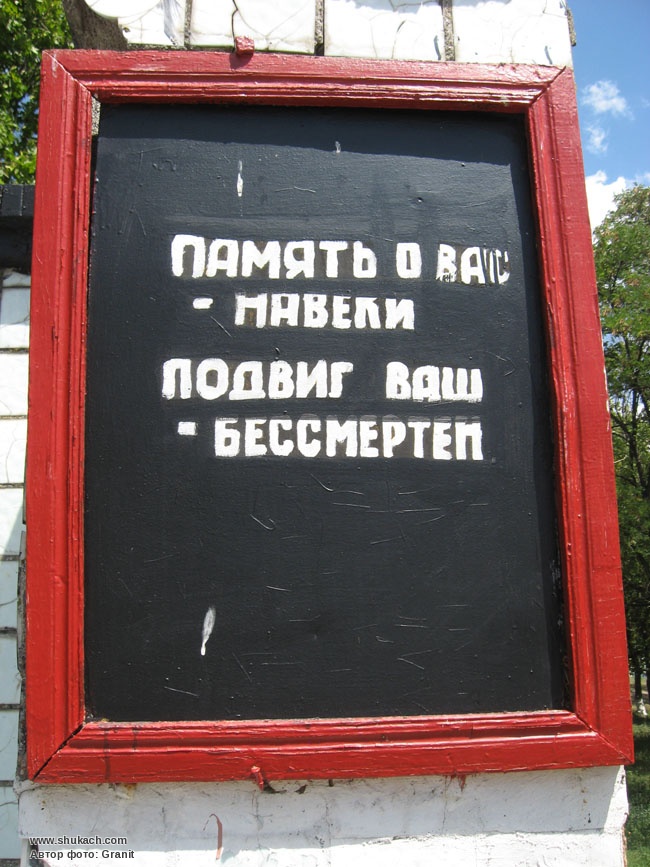 ПАМЯТЬ О ВАС
- НАВЕКИ
ПОДВИГ ВАШ
- БЕССМЕРТЕН
www.shukach.com
Автор фото: Granit